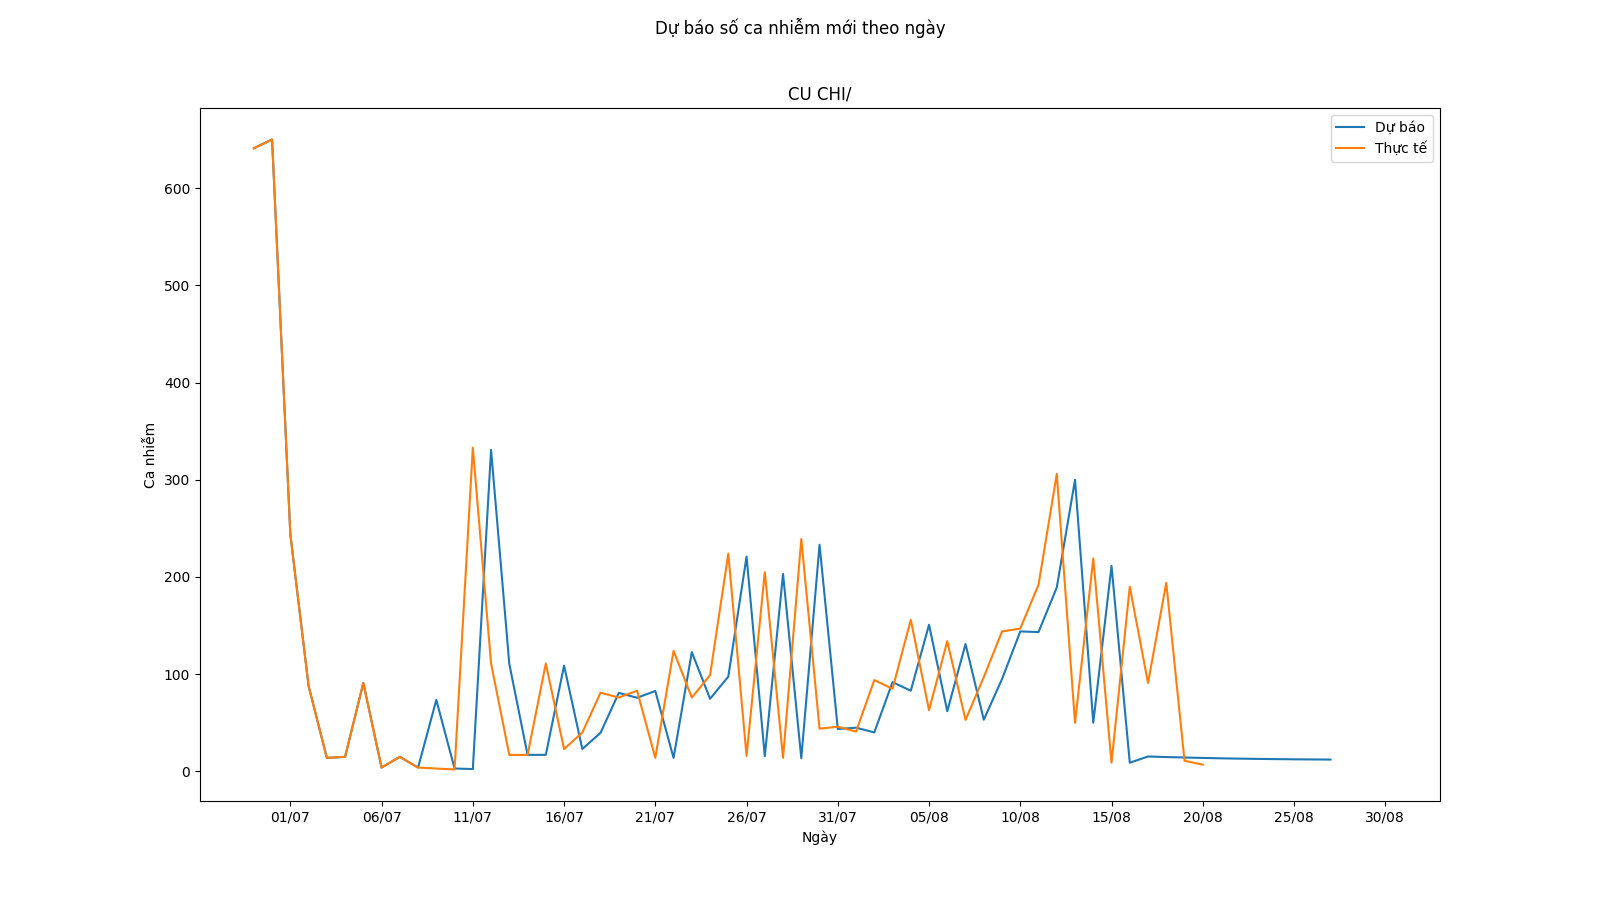 Dự báo số ca nhiễm mới theo ngày
CU CHI/
Dự báo
Thực tế
600
500
400
300
200
100
0
Ca nhiễm
01/07 06/07 11/07 16/07 21/07 26/07 31/07 05/08 10/08 15/08 20/08 25/08 30/08
Ngày